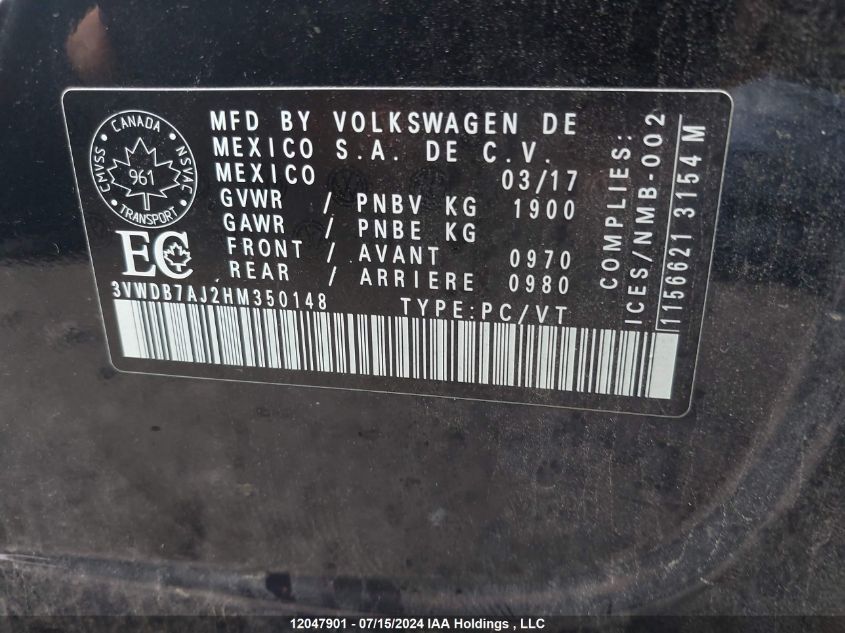 MFD BY VOLKSWAGEN DE
MEXICO S.A. DE C.V.
MEXICO 03/17
GVWR / PNBV KG 1900
GAWR / PNBE KG
FRONT / AVANT 0970
REAR / ARRIERE 0980
3VWDB7AJ2HM350148 TYPE:PC/VT
CANADA
CMVSS NSVAC
961
TRANSPORT
EC
COMPLIES:
ICES/NMB-002
1156621 3154 M
12047901 - 07/15/2024 IAA Holdings , LLC